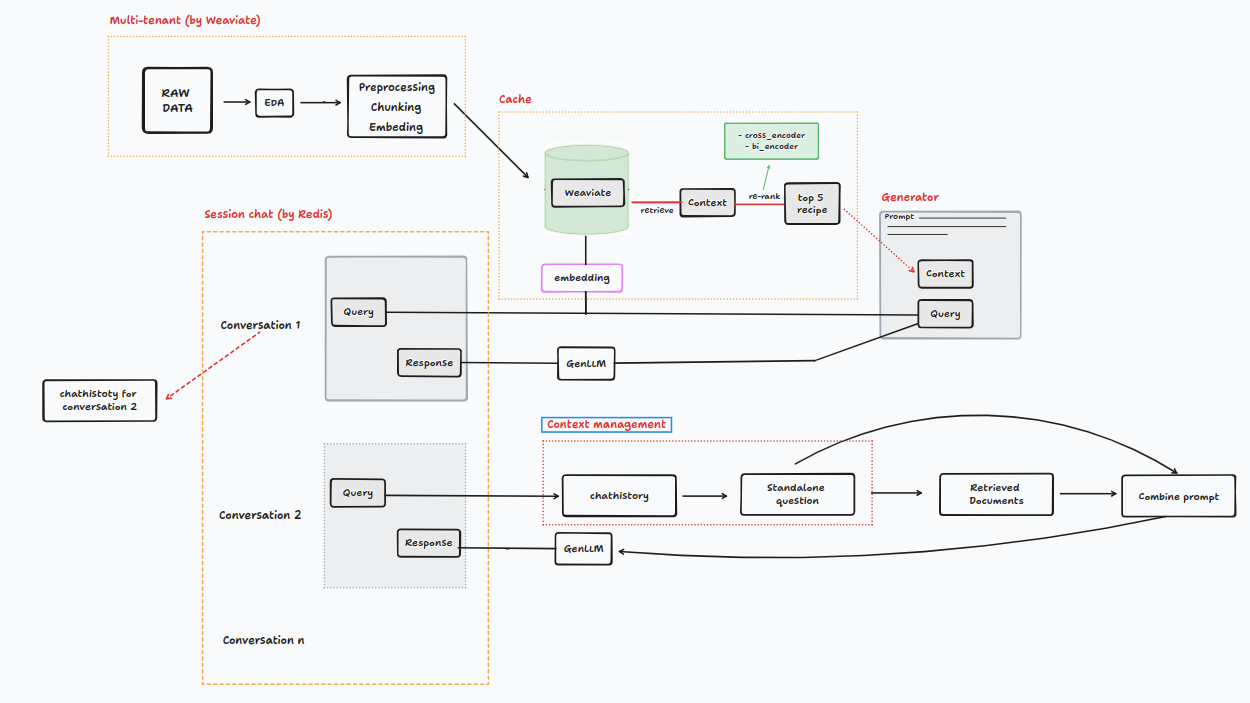 Multi-tenant (by Weaviate)
RAW
DATA
EDA
Preprocessing
Chunking
Embeding
Cache
- cross_encoder
- bi_encoder
Weaviate
retrieve
Context
re-rank
top 5
recipe
embedding
Generator
Prompt
Context
Query
Session chat (by Redis)
Conversation 1
Query
Response
GenLLM
chathistoty for
conversation 2
Context management
Conversation 2
Query
Response
chathistory
Standalone
question
Retrieved
Documents
Combine prompt
GenLLM
Conversation n